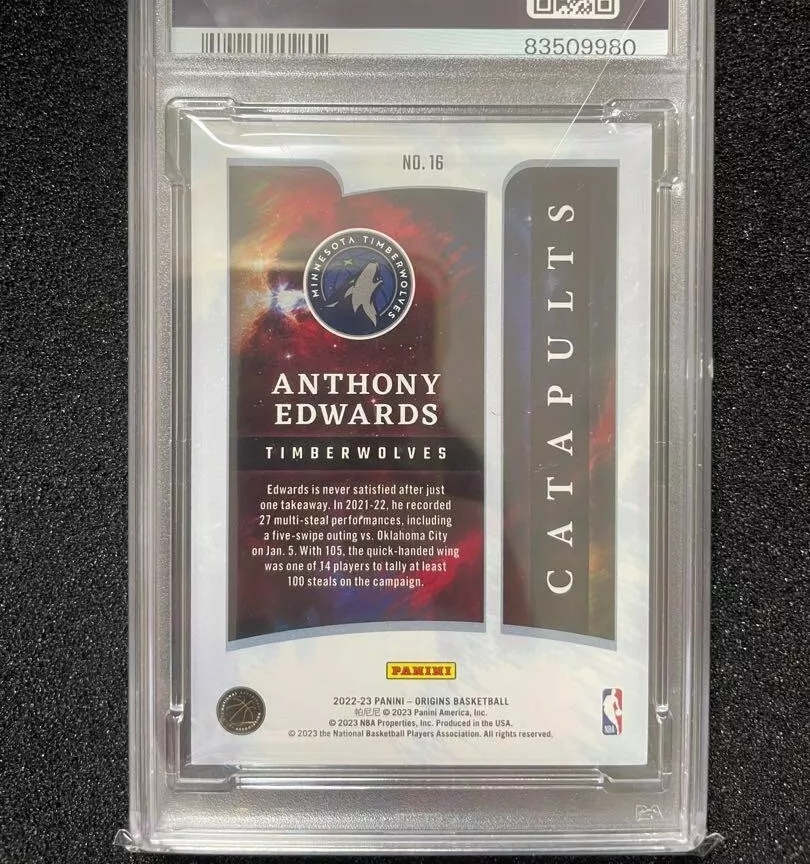 83509980
NO. 16
MINNESOTA TIMBERWOLVES
ANTHONY
EDWARDS
TIMBERWOLVES
Edwards is never satisfied after just
one takeaway. In 2021-22, he recorded
27 multi-steal performances, including
a five-swipe outing vs. Oklahoma City
on Jan. 5. With 105, the quick-handed wing
was one of 14 players to tally at least
100 steals on the campaign.
CATAPULTS
PANINI
2022-23 PANINI – ORIGINS BASKETBALL
帕尼尼 © 2023 Panini America, Inc.
© 2023 NBA Properties, Inc. Produced in the USA.
© 2023 the National Basketball Players Association. All rights reserved.
NBA